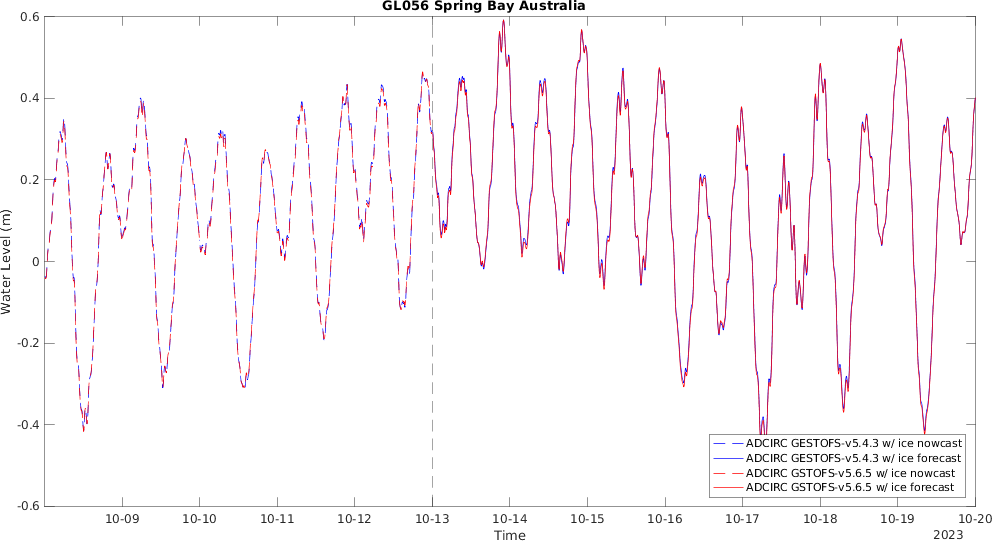 GL056 Spring Bay Australia
0.6
0.4
0.2
0
-0.2
-0.4
-0.6
Water Level (m)
ADCIRC GESTOFS-v5.4.3 w/ ice nowcast
ADCIRC GESTOFS-v5.4.3 w/ ice forecast
ADCIRC GSTOFS-v5.6.5 w/ ice nowcast
ADCIRC GSTOFS-v5.6.5 w/ ice forecast
10-09 10-10 10-11 10-12 10-13 10-14 10-15 10-16 10-17 10-18 10-19 10-20
Time
2023